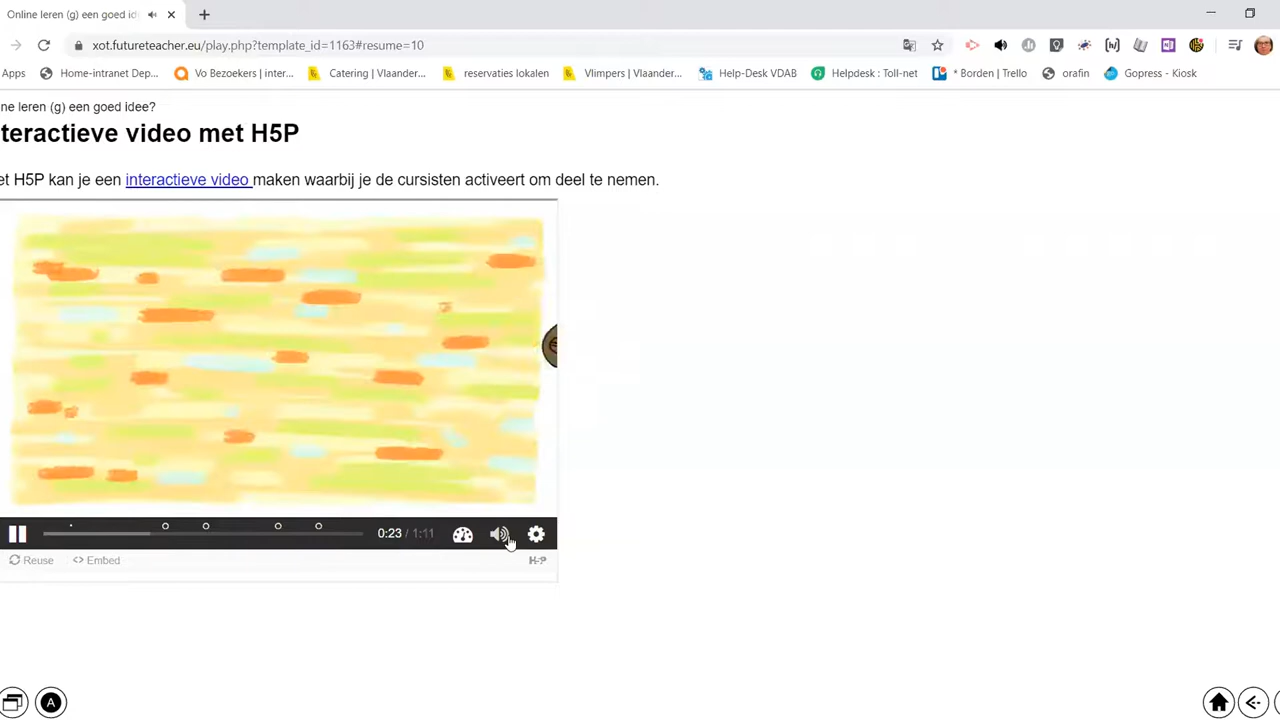 Online leren (g) een goed ide
xot.futureteacher.eu/play.php?template_id=1163#resume=10
Apps Home-intranet Dep... Vo Bezoekers | inter... Catering | Vlaander... reservaties lokalen Vlimpers | Vlaander... Help-Desk VDAB Helpdesk : Toll-net * Borden | Trello orafin Gopress - Kiosk
ne leren (g) een goed idee?
teractieve video met H5P
et H5P kan je een interactieve video maken waarbij je de cursisten activeert om deel te nemen.
0:23 / 1:11
Reuse <> Embed H-P
A